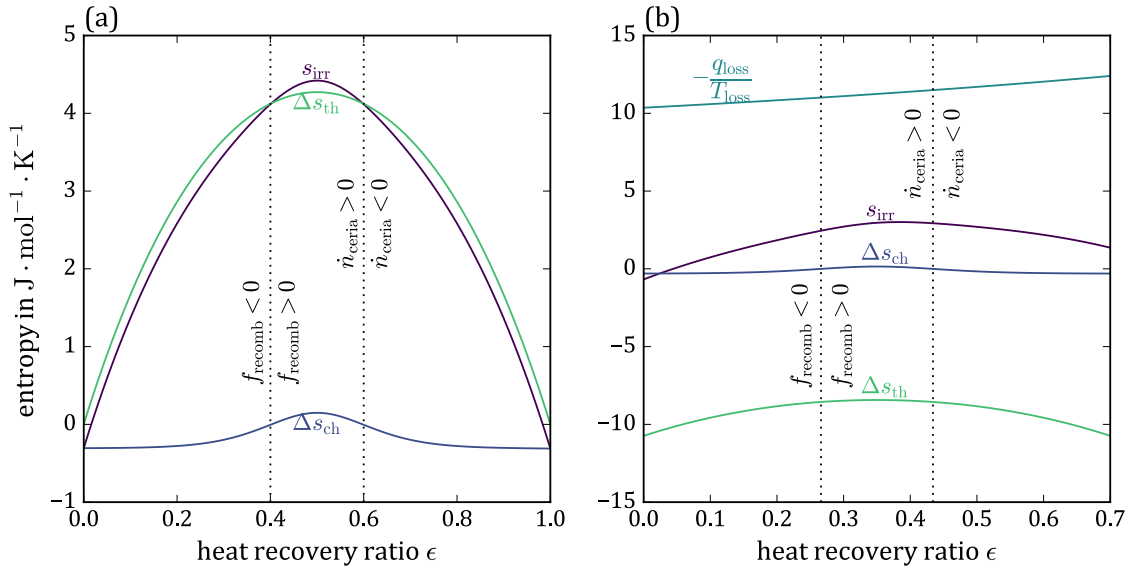 (a)
entropy in J · mol⁻¹ · K⁻¹
5
4
3
2
1
0
−1
s_irr
Δs_th
Δs_ch
f_recomb < 0
f_recomb > 0
ṅ_ceria > 0
ṅ_ceria < 0
0.0 0.2 0.4 0.6 0.8 1.0
heat recovery ratio ϵ
(b)
15
10
5
0
−5
−10
−15
−q_loss/T_loss
ṅ_ceria > 0
ṅ_ceria < 0
s_irr
Δs_ch
f_recomb < 0
f_recomb > 0
Δs_th
0.0 0.1 0.2 0.3 0.4 0.5 0.6 0.7
heat recovery ratio ϵ